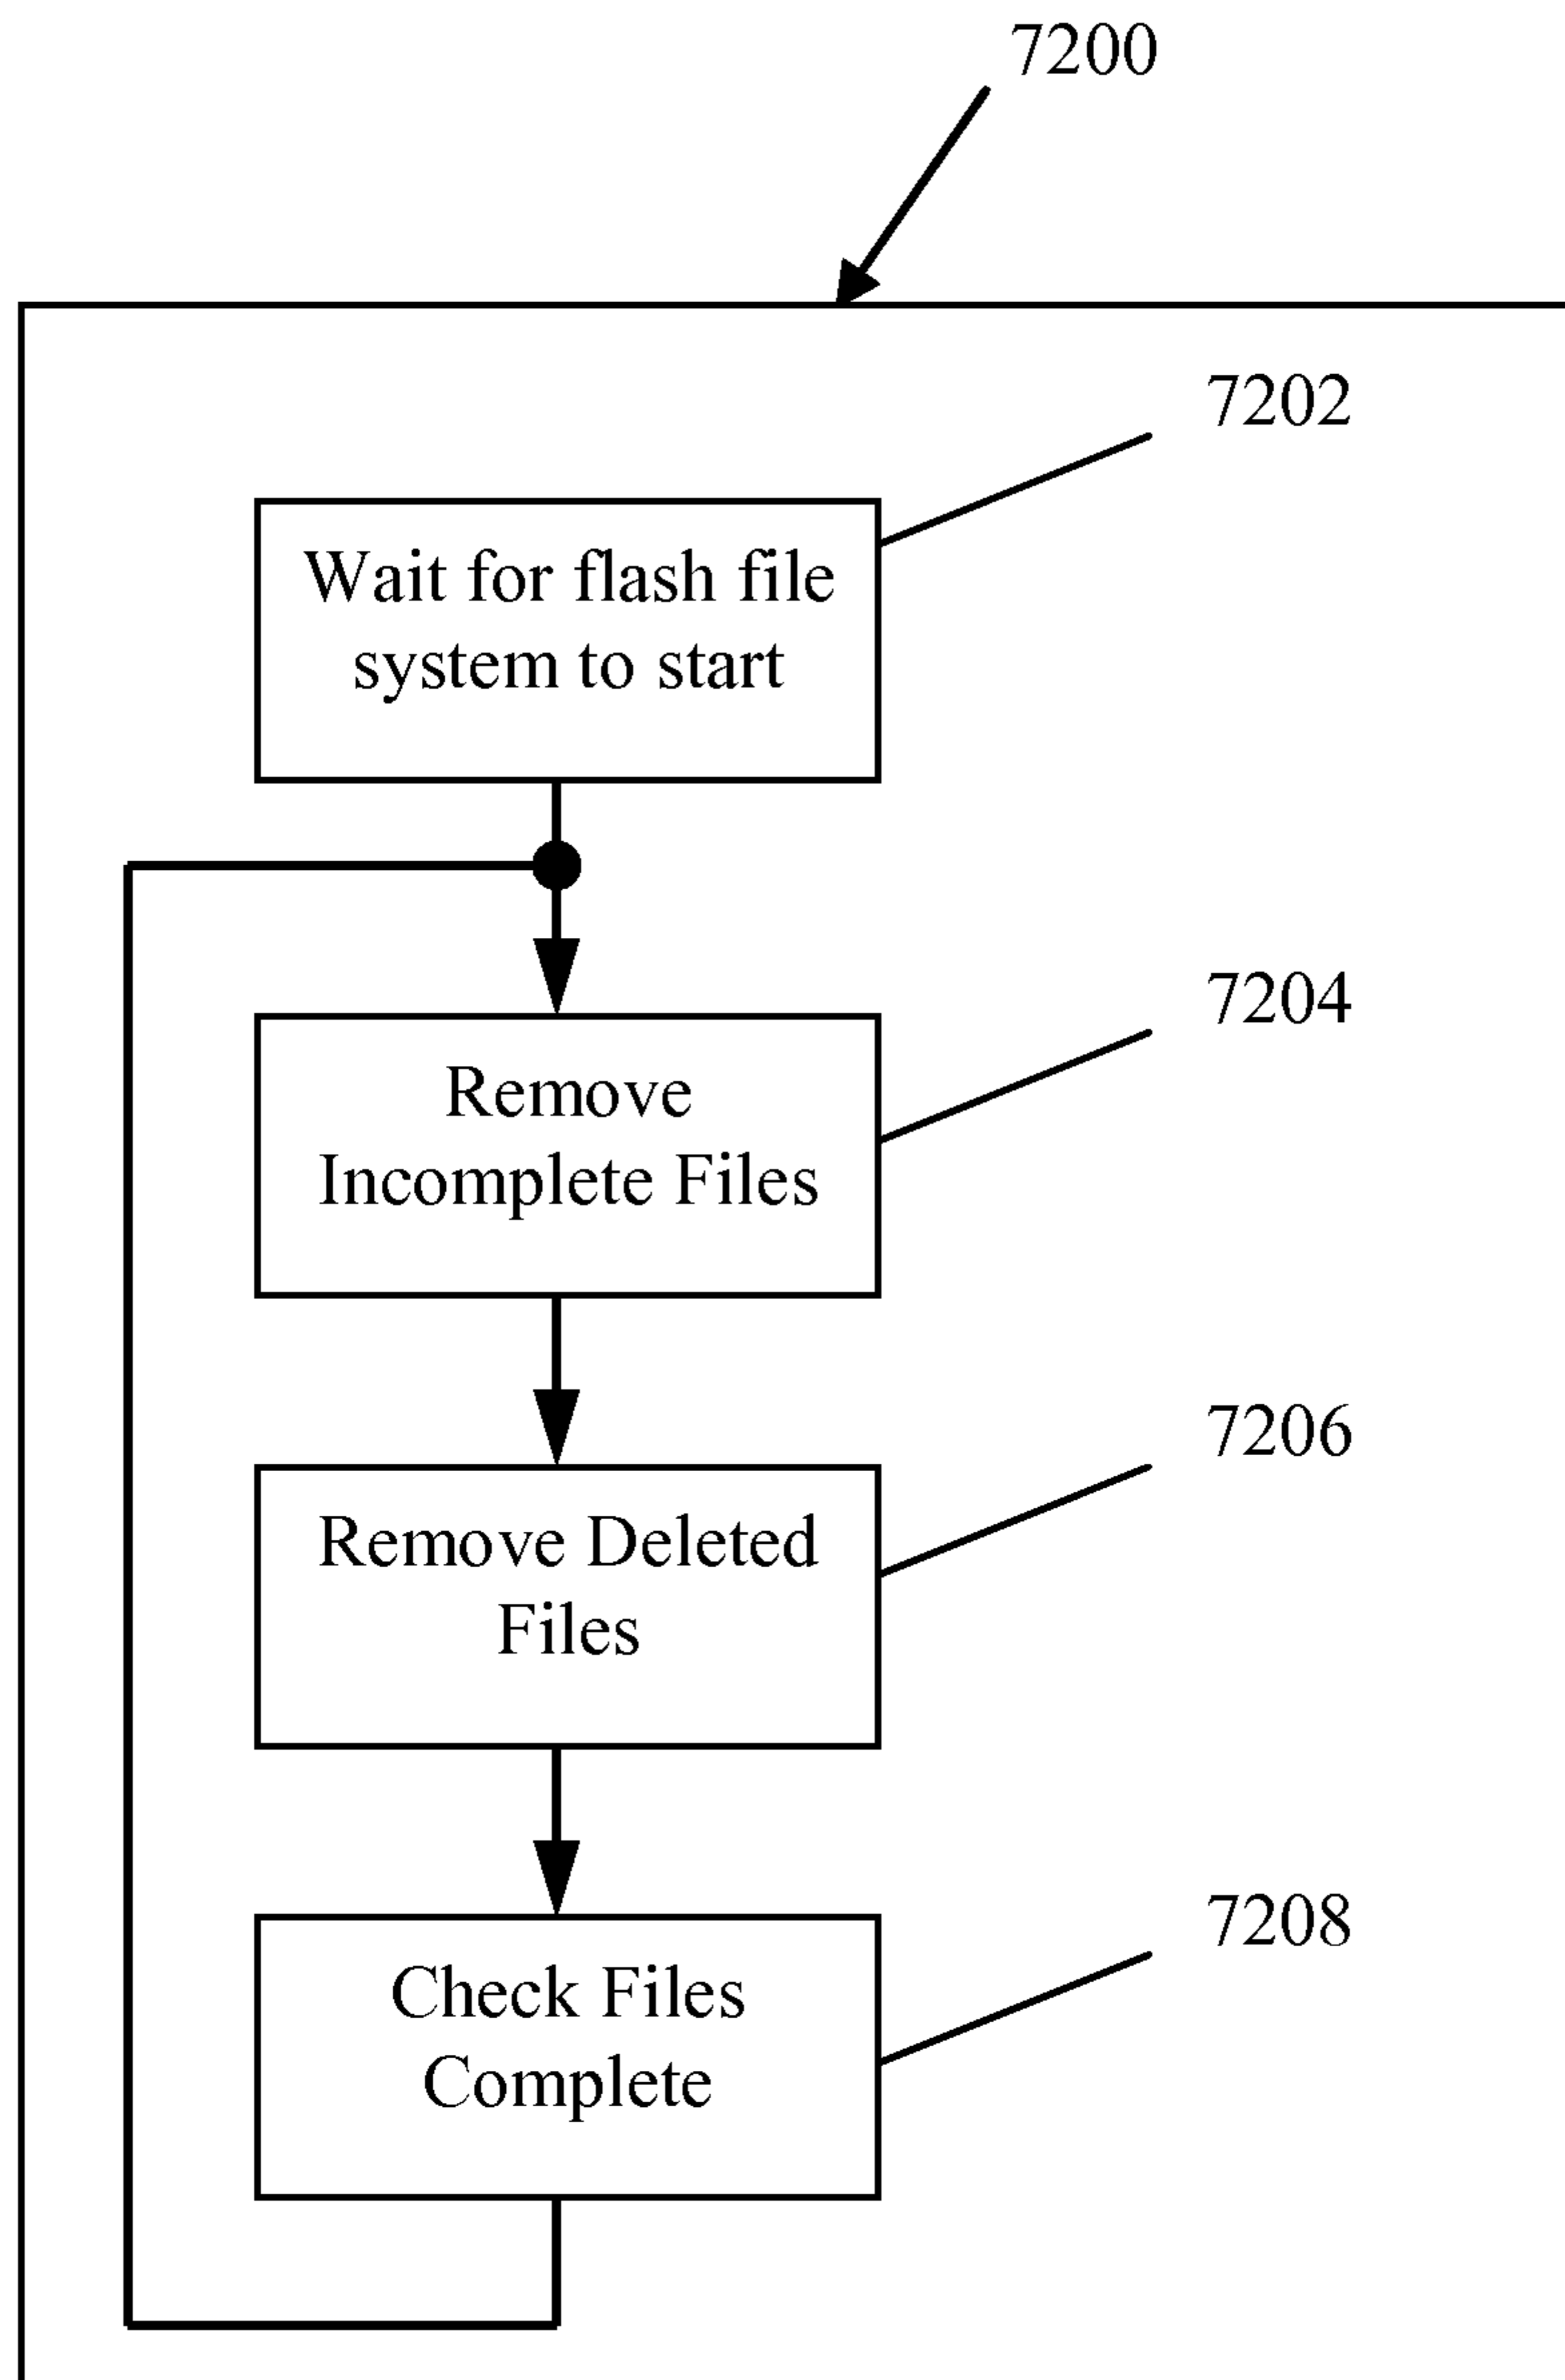 7200
7202
Wait for flash file
system to start
7204
Remove
Incomplete Files
7206
Remove Deleted
Files
7208
Check Files
Complete